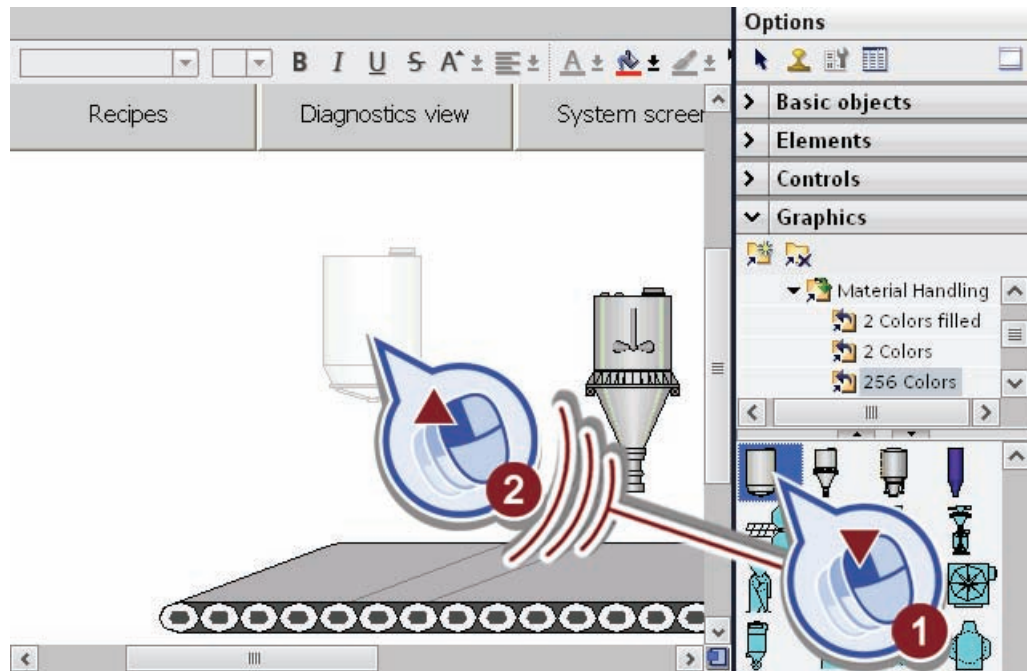 Options
B I U S A A
Recipes
Diagnostics view
System screen
Basic objects
Elements
Controls
Graphics
Material Handling
2 Colors filled
2 Colors
256 Colors
2
1